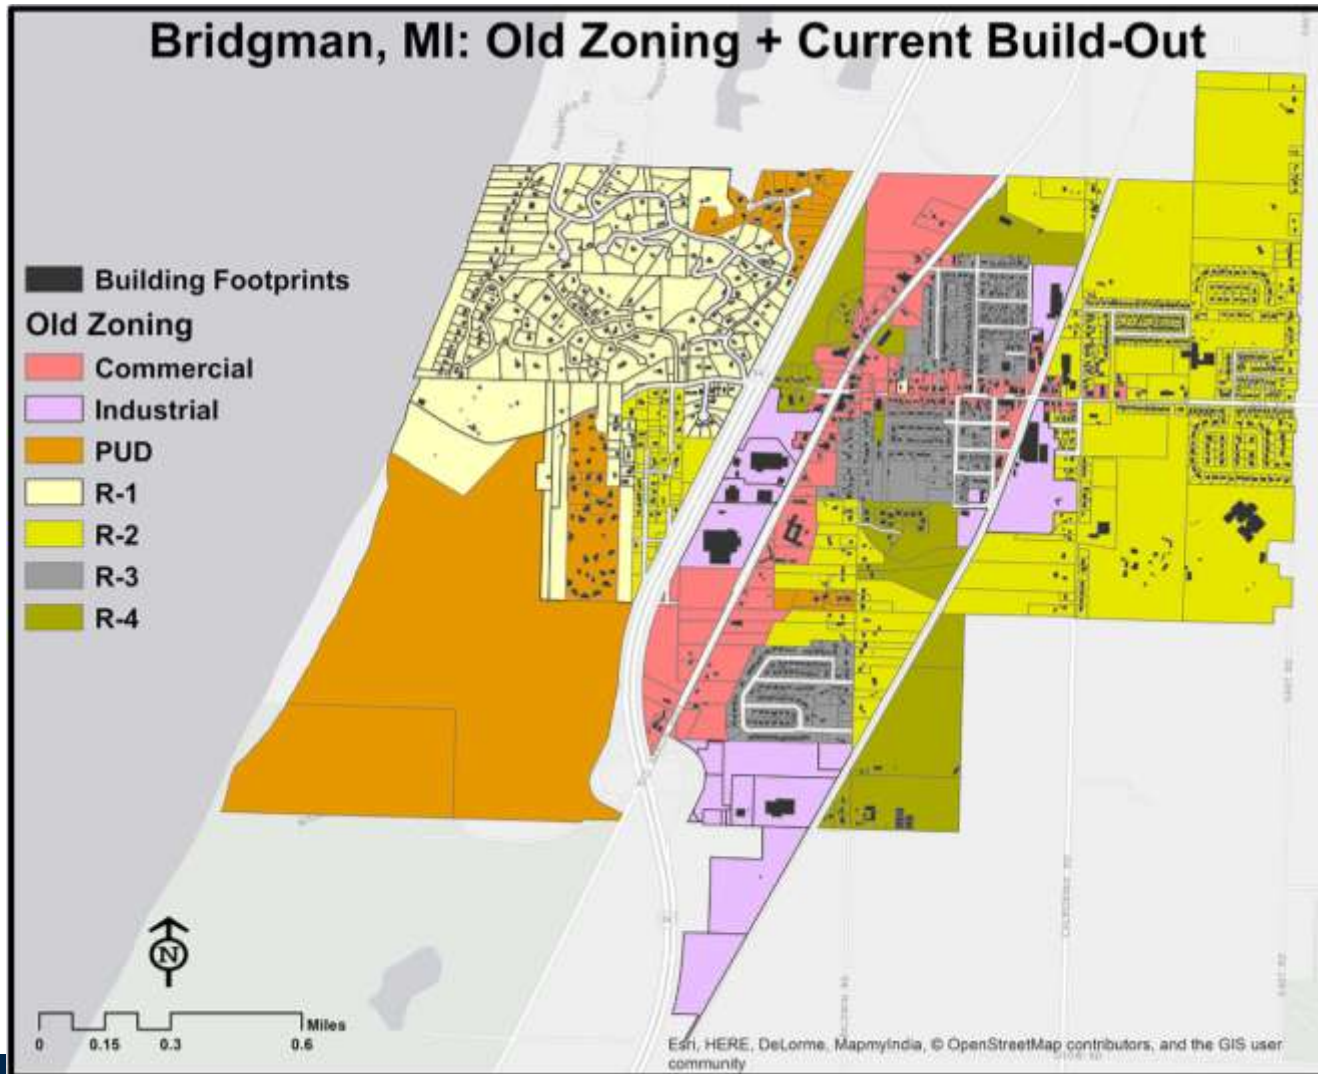 Bridgman, MI: Old Zoning + Current Build-Out
Building Footprints
Old Zoning
Commercial
Industrial
PUD
R-1
R-2
R-3
R-4
N
Miles
0 0.15 0.3 0.6
Esri, HERE, DeLorme, MapmyIndia, © OpenStreetMap contributors, and the GIS user
community